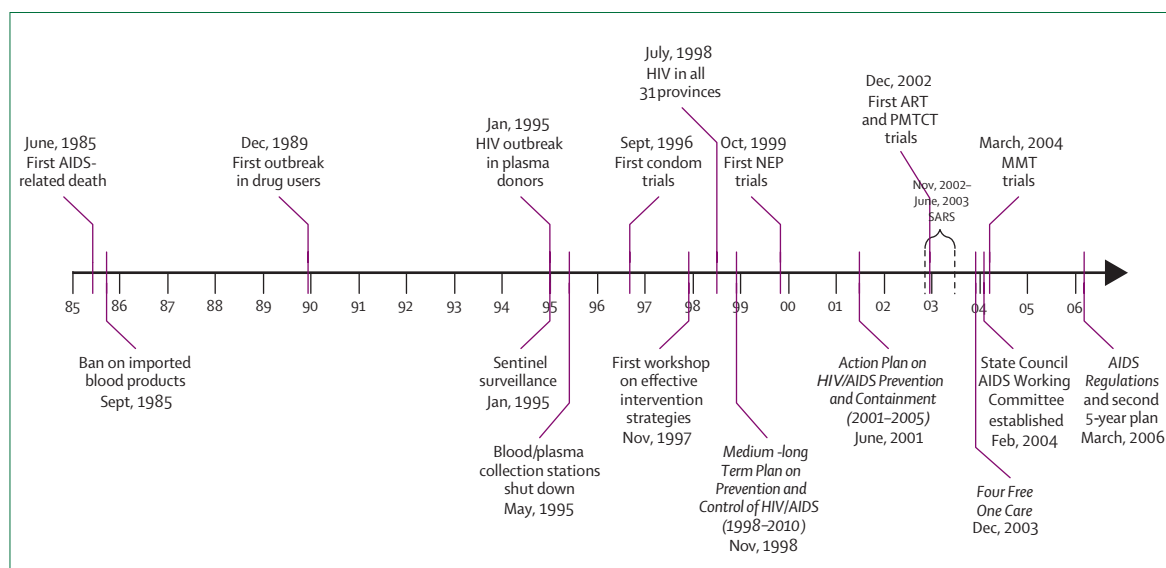 June, 1985
First AIDS-
related death
Dec, 1989
First outbreak
in drug users
Jan, 1995
HIV outbreak
in plasma
donors
Sept, 1996
First condom
trials
July, 1998
HIV in all
31 provinces
Oct, 1999
First NEP
trials
Dec, 2002
First ART
and PMTCT
trials
Nov, 2002–
June, 2003
SARS
March, 2004
MMT
trials
85 86 87 88 89 90 91 92 93 94 95 96 97 98 99 00 01 02 03 04 05 06
Ban on imported
blood products
Sept, 1985
Sentinel
surveillance
Jan, 1995
Blood/plasma
collection stations
shut down
May, 1995
First workshop
on effective
intervention
strategies
Nov, 1997
Medium -long
Term Plan on
Prevention and
Control of HIV/AIDS
(1998–2010)
Nov, 1998
Action Plan on
HIV/AIDS Prevention
and Containment
(2001–2005)
June, 2001
Four Free
One Care
Dec, 2003
State Council
AIDS Working
Committee
established
Feb, 2004
AIDS
Regulations
and second
5-year plan
March, 2006